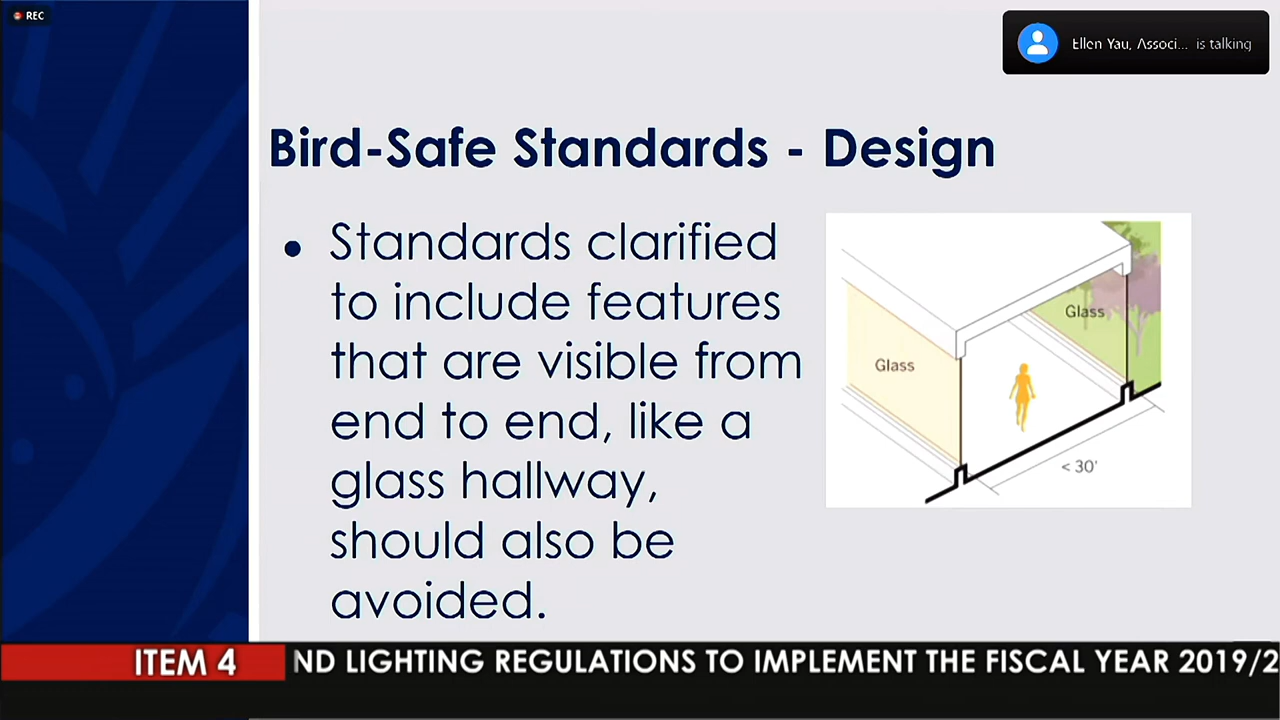 REC
Ellen Yau, Associ... is talking
Bird-Safe Standards - Design
• Standards clarified
to include features
that are visible from
end to end, like a
glass hallway,
should also be
avoided.
Glass
Glass
< 30'
ITEM 4
ND LIGHTING REGULATIONS TO IMPLEMENT THE FISCAL YEAR 2019/2